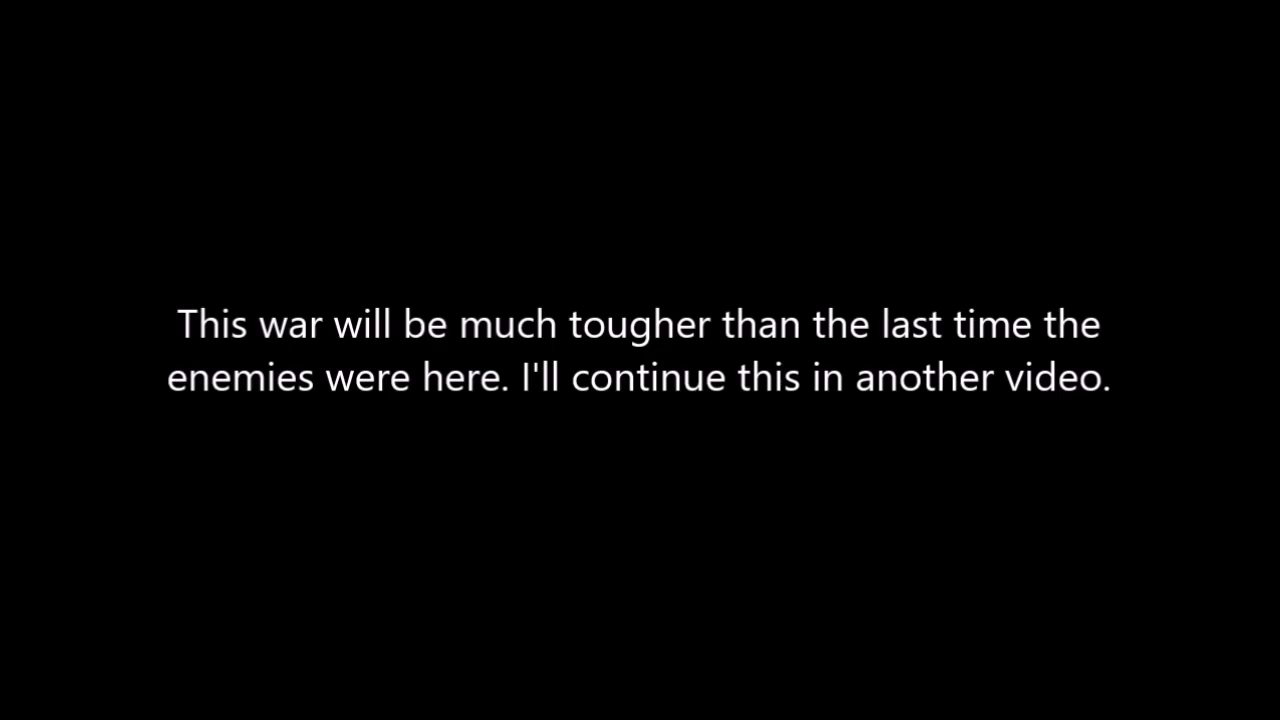 This war will be much tougher than the last time the
enemies were here. I'll continue this in another video.